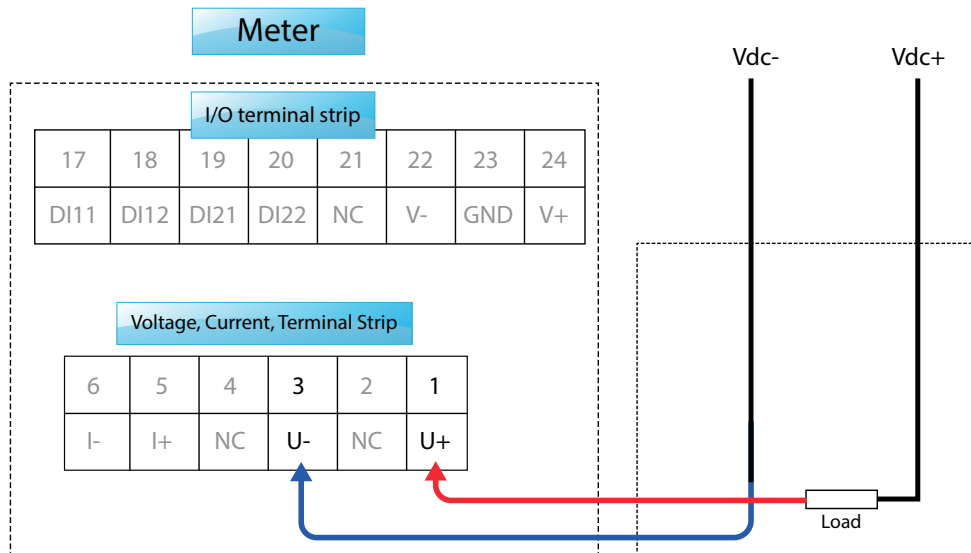 Meter
Vdc- Vdc+
I/O terminal strip
17 18 19 20 21 22 23 24
DI11 DI12 DI21 DI22 NC V- GND V+
Voltage, Current, Terminal Strip
6 5 4 3 2 1
I- I+ NC U- NC U+
Load